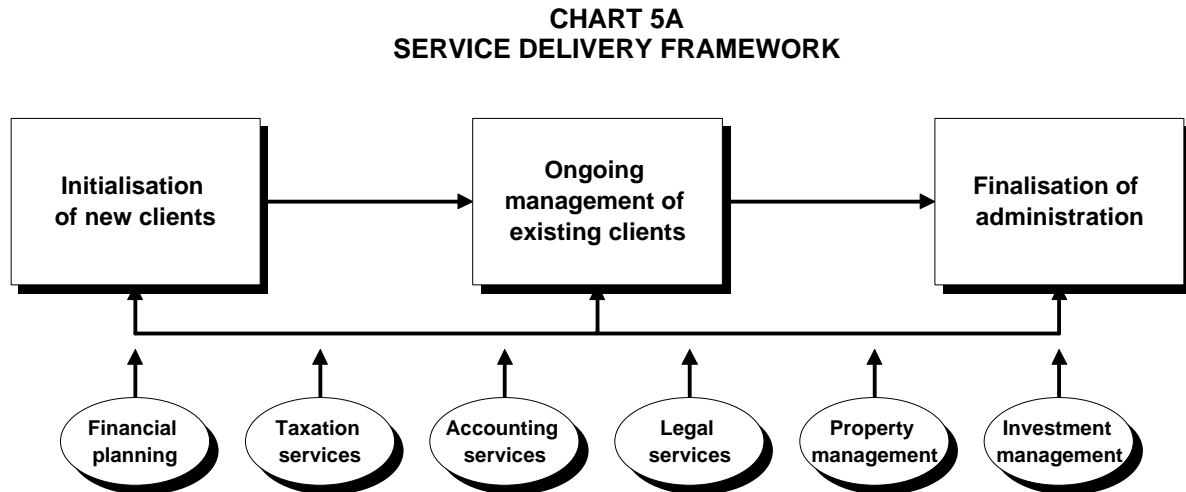 CHART 5A
SERVICE DELIVERY FRAMEWORK
Initialisation
of new clients
Ongoing
management of
existing clients
Finalisation of
administration
Financial
planning
Taxation
services
Accounting
services
Legal
services
Property
management
Investment
management